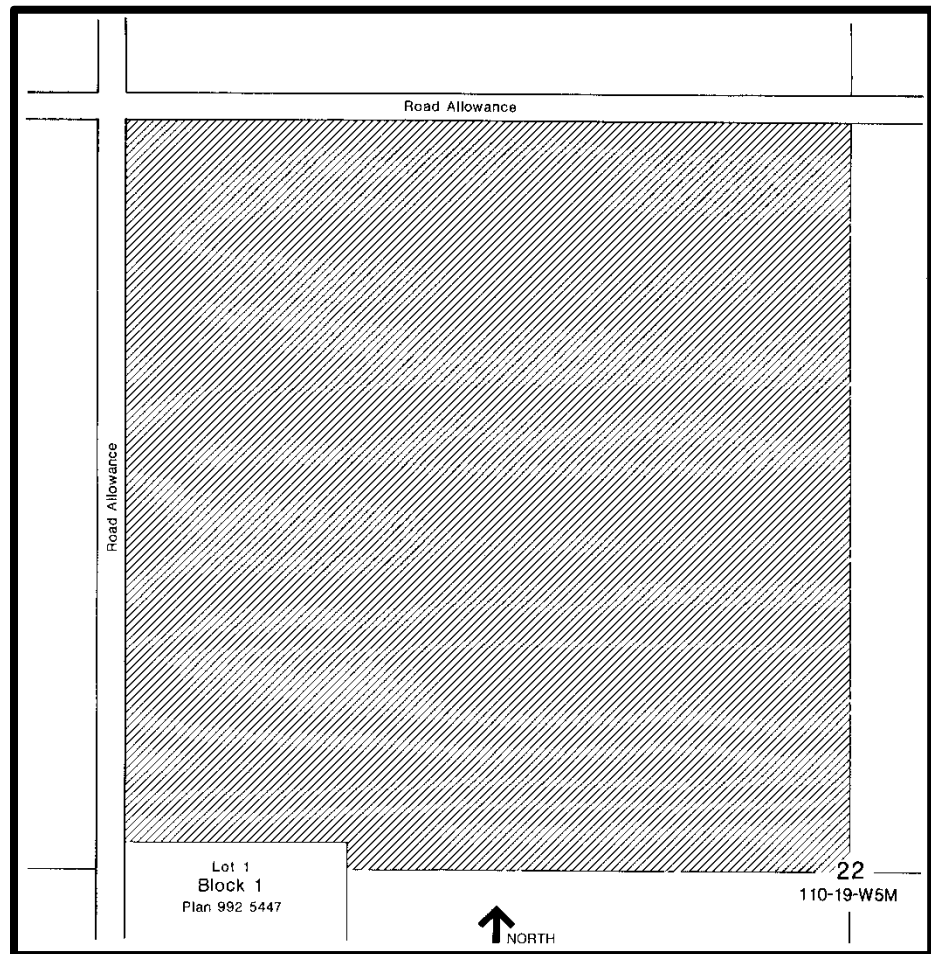 Road Allowance
Road Allowance
Lot 1
Block 1
Plan 992 5447
22
110-19-W5M
NORTH